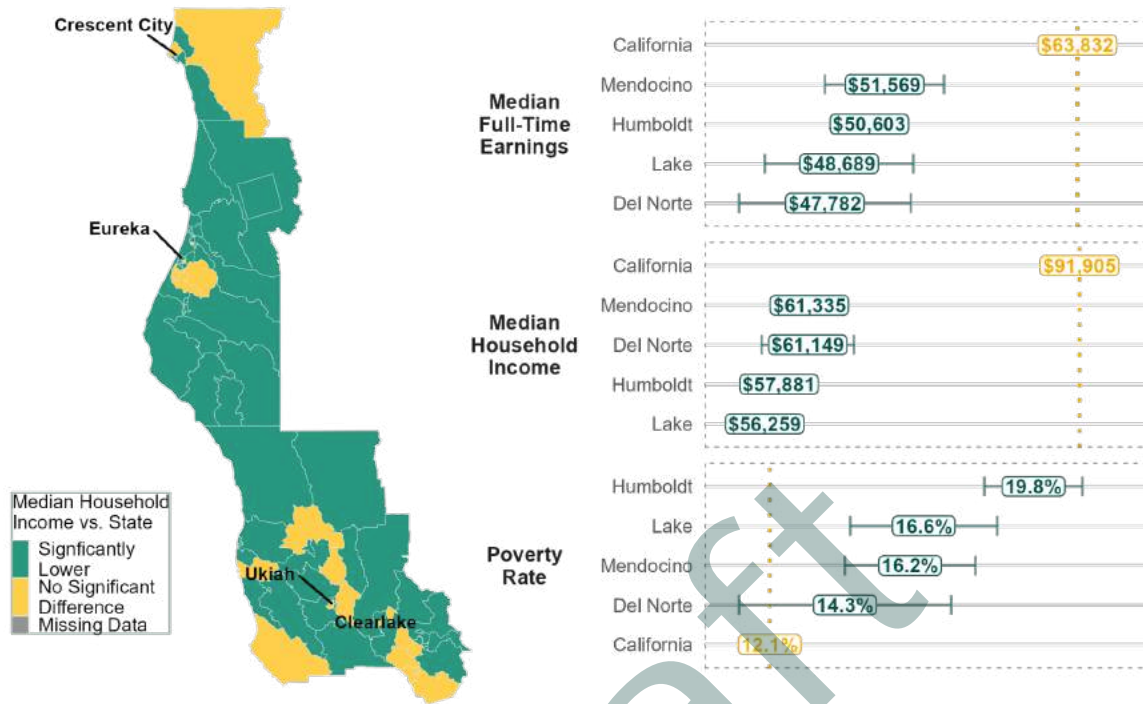 Crescent City
Eureka
Ukiah
Clearlake
Median Household
Income vs. State
Signficantly
Lower
No Significant
Difference
Missing Data
Median
Full-Time
Earnings
California
$63,832
Mendocino
$51,569
Humboldt
$50,603
Lake
$48,689
Del Norte
$47,782
Median
Household
Income
California
$91,905
Mendocino
$61,335
Del Norte
$61,149
Humboldt
$57,881
Lake
$56,259
Poverty
Rate
Humboldt
19.8%
Lake
16.6%
Mendocino
16.2%
Del Norte
14.3%
California
12.1%